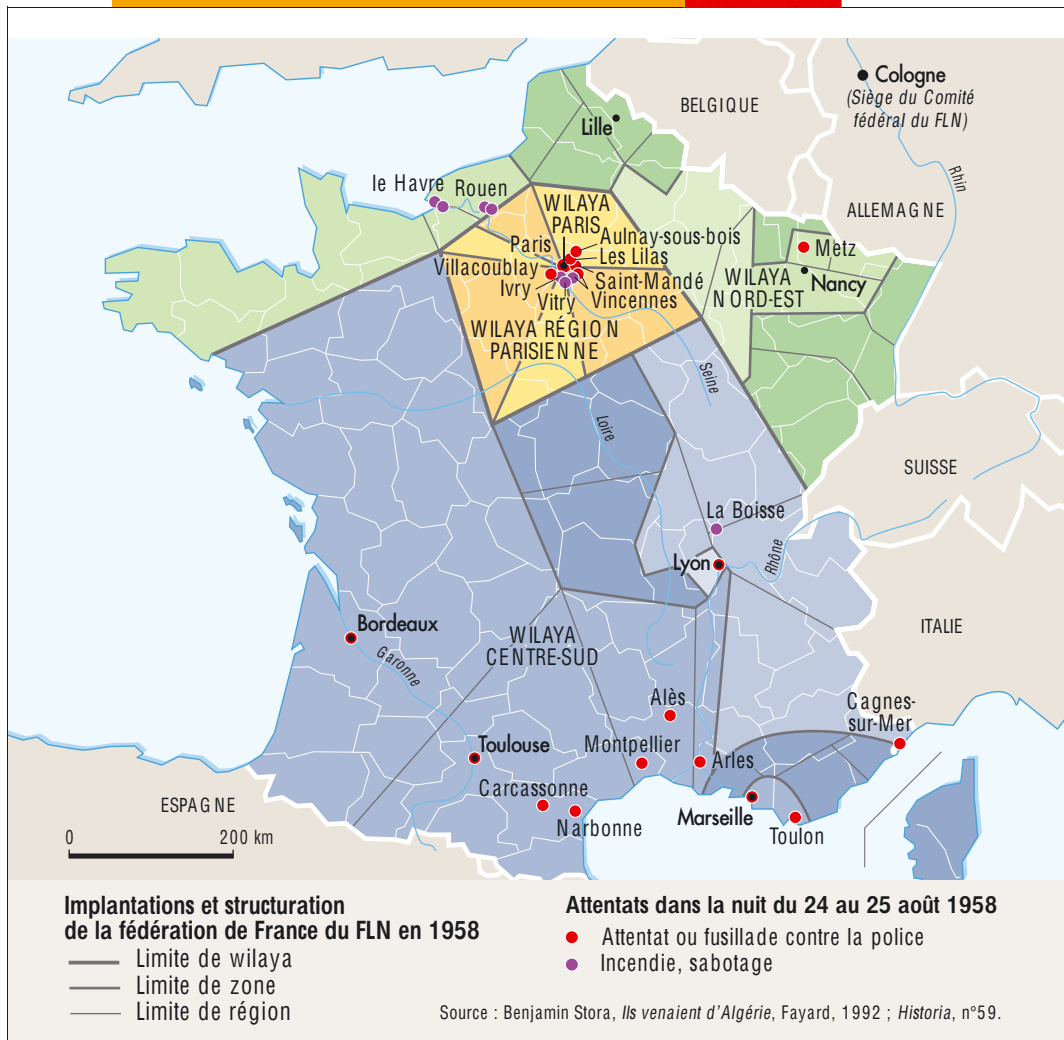 Cologne
(Siège du Comité
fédéral du FLN)
BELGIQUE
Lille
Rhin
le Havre
Rouen
WILAYA
PARIS
ALLEMAGNE
Paris
Aulnay-sous-bois
Les Lilas
Metz
Villacoublay
Ivry
Saint-Mandé
Vincennes
Vitry
WILAYA
NORD-EST
Nancy
WILAYA RÉGION
PARISIENNE
Seine
Loire
SUISSE
La Boisse
Lyon
Rhône
ITALIE
Bordeaux
Garonne
WILAYA
CENTRE-SUD
Alès
Cagnes-
sur-Mer
Toulouse
Montpellier
Arles
Carcassonne
Narbonne
Marseille
Toulon
ESPAGNE
0 200 km
Implantations et structuration
de la fédération de France du FLN en 1958
Limite de wilaya
Limite de zone
Limite de région
Attentats dans la nuit du 24 au 25 août 1958
Attentat ou fusillade contre la police
Incendie, sabotage
Source : Benjamin Stora, Ils venaient d'Algérie, Fayard, 1992 ; Historia, n°59.